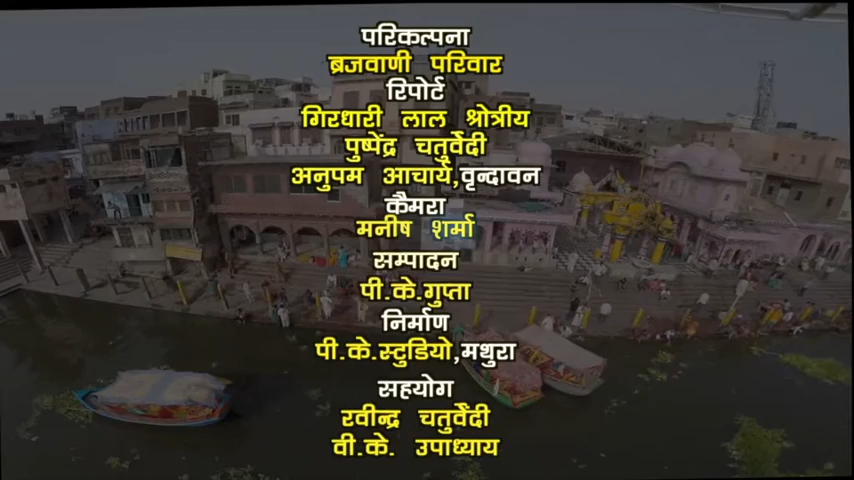 परिकल्पना
ब्रजवाणी परिवार
रिपोर्ट
गिरधारी लाल श्रोत्रीय
पुष्पेंद्र चतुर्वेदी
अनुपम आचार्य,वृन्दावन
कैमरा
मनीष शर्मा
सम्पादन
पी.के.गुप्ता
निर्माण
पी.के.स्टुडियो,मथुरा
सहयोग
रवीन्द्र चतुर्वेदी
वी.के. उपाध्याय